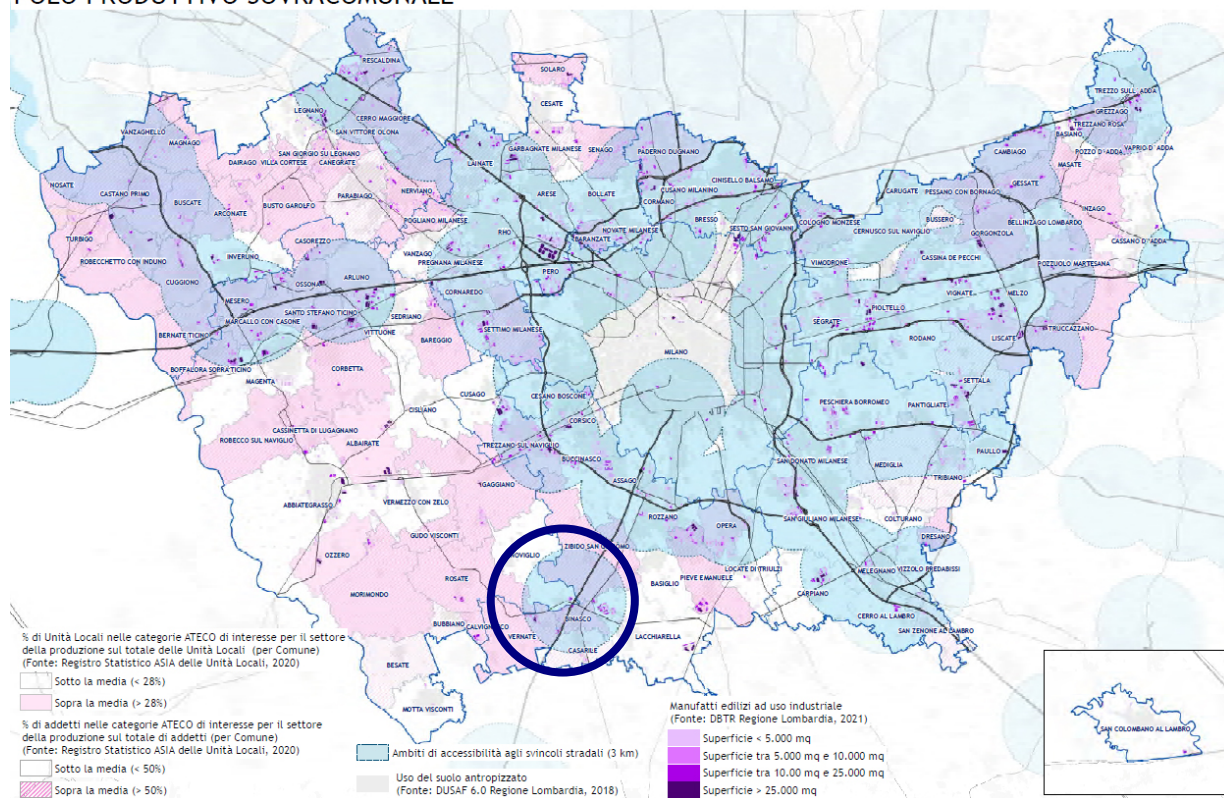 POLO PRODUTTIVO SOVRACOMUNALE
RESCALDINA
SOLARO
TREZZO SULL'ADDA
LEGNANO
CESATE
GREZZAGO
VANZAGHELLO
CERRO MAGGIORE
TREZZANO ROSA
MAGNAGO
SAN VITTORE OLONA
BASIANO
GARBAGNATE MILANESE
SENAGO
PADERNO DUGNANO
CAMBIAGO
POZZO D'ADDA
VAPRIO D'ADDA
SAN GIORGIO SU LEGNANO
DAIRAGO
VILLA CORTESE
CANEGRATE
LAINATE
MASATE
NOSATE
CASTANO PRIMO
NERVIANO
ARESE
BOLLATE
CUSANO MILANINO
CINISELLO BALSAMO
GESSATE
CARUGATE
PESSANO CON BORNAGO
BUSCATE
PARABIAGO
CORMANO
ARCONATE
BUSTO GAROLFO
POGLIANO MILANESE
BRESSO
BUSSERO
BELLINZAGO LOMBARDO
INZAGO
TURBIGO
RHO
NOVATE MILANESE
SESTO SAN GIOVANNI
COLOGNO MONZESE
CERNUSCO SUL NAVIGLIO
GORGONZOLA
BARANZATE
CASOREZZO
VANZAGO
CASSANO D'ADDA
ROBECCHETTO CON INDUNO
INVERUNO
PREGNANA MILANESE
CASSINA DE PECCHI
PERO
VIMODRONE
POZZUOLO MARTESANA
CUGGIONO
OSSONA
ARLUNO
CORNAREDO
VIGNATE
MELZO
MESERO
PIOLTELLO
SANTO STEFANO TICINO
SEDRIANO
SEGRATE
MARCALLO CON CASONE
VITTUONE
SETTIMO MILANESE
TRUCCAZZANO
BERNATE TICINO
BAREGGIO
RODANO
LISCATE
MILANO
BOFFALORA SOPRA TICINO
CORBETTA
MAGENTA
SETTALA
CUSAGO
CESANO BOSCONE
CISLIANO
PESCHIERA BORROMEO
PANTIGLIATE
CORSICO
CASSINETTA DI LUGAGNANO
ROBECCO SUL NAVIGLIO
ALBAIRATE
TREZZANO SUL NAVIGLIO
PAULLO
BUCCINASCO
SAN DONATO MILANESE
MEDIGLIA
TRIBIANO
ASSAGO
GAGGIANO
ABBIATEGRASSO
VERMEZZO CON ZELO
ROZZANO
SAN GIULIANO MILANESE
COLTURANO
OPERA
GUDO VISCONTI
DRESANO
NOVIGLIO
ZIBIDO SAN GIACOMO
OZZERO
LOCATE DI TRIULZI
MELEGNANO
VIZZOLO PREDABISSI
BASIGLIO
PIEVE EMANUELE
ROSATE
MORIMONDO
CARPIANO
BINASCO
CERRO AL LAMBRO
BUBBIANO
CALVIGNASCO
SAN ZENONE AL LAMBRO
VERNATE
LACCHIARELLA
CASARILE
BESATE
MOTTA VISCONTI
SAN COLOMBANO AL LAMBRO
% di Unità Locali nelle categorie ATECO di interesse per il settore
della produzione sul totale delle Unità Locali (per Comune)
(Fonte: Registro Statistico ASIA delle Unità Locali, 2020)
Sotto la media (< 28%)
Sopra la media (> 28%)
% di addetti nelle categorie ATECO di interesse per il settore
della produzione sul totale di addetti (per Comune)
(Fonte: Registro Statistico ASIA delle Unità Locali, 2020)
Sotto la media (< 50%)
Sopra la media (> 50%)
Ambiti di accessibilità agli svincoli stradali (3 km)
Uso del suolo antropizzato
(Fonte: DUSAF 6.0 Regione Lombardia, 2018)
Manufatti edilizi ad uso industriale
(Fonte: DBTR Regione Lombardia, 2021)
Superficie < 5.000 mq
Superficie tra 5.000 mq e 10.000 mq
Superficie tra 10.00 mq e 25.000 mq
Superficie > 25.000 mq